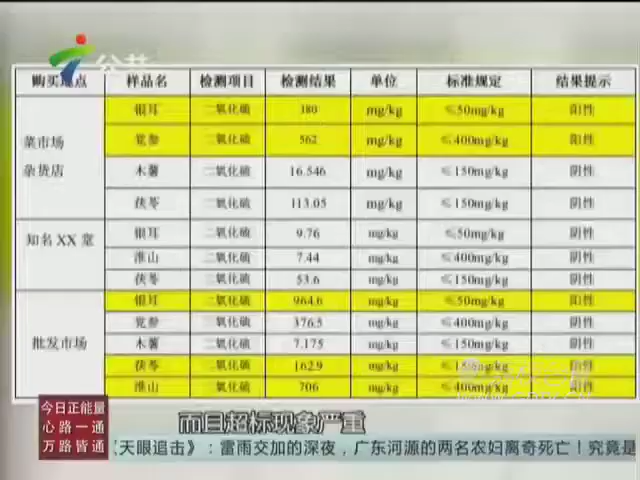 公共
购买地点 样品名 检测项目 检测结果 单位 标准规定 结果提示
菜市场
杂货店
银耳 二氧化硫 180 mg/kg ≤50mg/kg 阳性
党参 二氧化硫 562 mg/kg ≤400mg/kg 阳性
木薯 二氧化硫 16.546 mg/kg ≤150mg/kg 阴性
茯苓 二氧化硫 113.05 mg/kg ≤150mg/kg 阴性
知名XX堂
银耳 二氧化硫 9.76 mg/kg ≤50mg/kg 阴性
淮山 二氧化硫 7.44 mg/kg ≤400mg/kg 阴性
茯苓 二氧化硫 53.6 mg/kg ≤150mg/kg 阴性
批发市场
银耳 二氧化硫 964.6 mg/kg ≤50mg/kg 阳性
党参 二氧化硫 376.5 mg/kg ≤400mg/kg 阴性
木薯 二氧化硫 7.175 mg/kg ≤150mg/kg 阴性
茯苓 二氧化硫 162.9 mg/kg ≤150mg/kg
淮山 二氧化硫 706 mg/kg ≤400mg/kg 阳性
而且超标现象严重
今日正能量
心路一通
万路皆通
《天眼追击》：雷雨交加的深夜，广东河源的两名农妇离奇死亡！究竟是